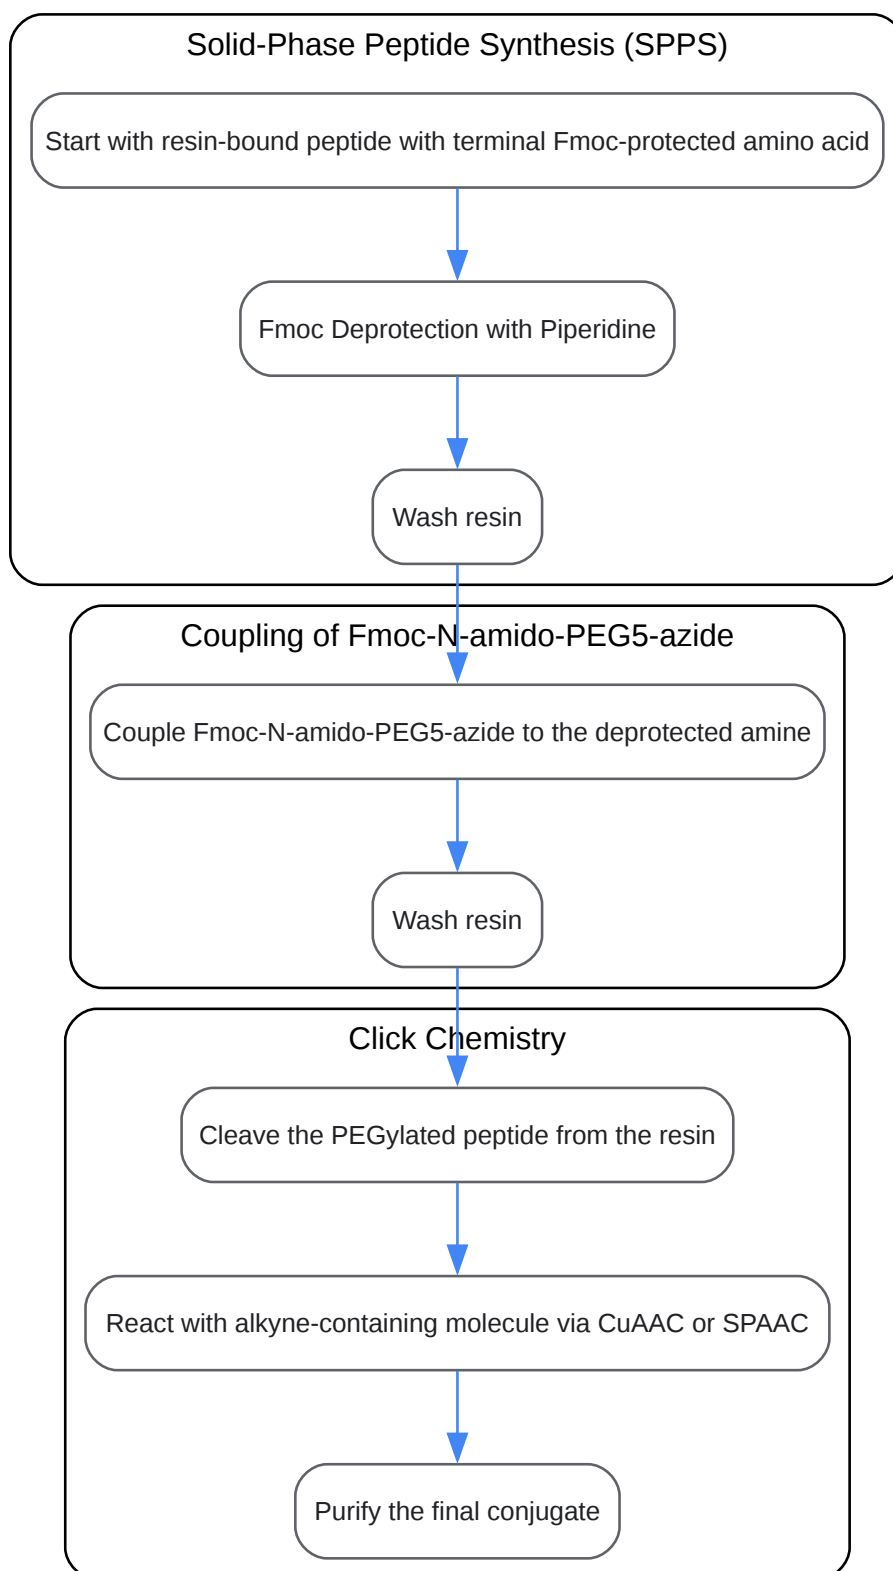 Solid-Phase Peptide Synthesis (SPPS)
Start with resin-bound peptide with terminal Fmoc-protected amino acid
Fmoc Deprotection with Piperidine
Wash resin
Coupling of Fmoc-N-amido-PEG5-azide
Couple Fmoc-N-amido-PEG5-azide to the deprotected amine
Wash resin
Click Chemistry
Cleave the PEGylated peptide from the resin
React with alkyne-containing molecule via CuAAC or SPAAC
Purify the final conjugate